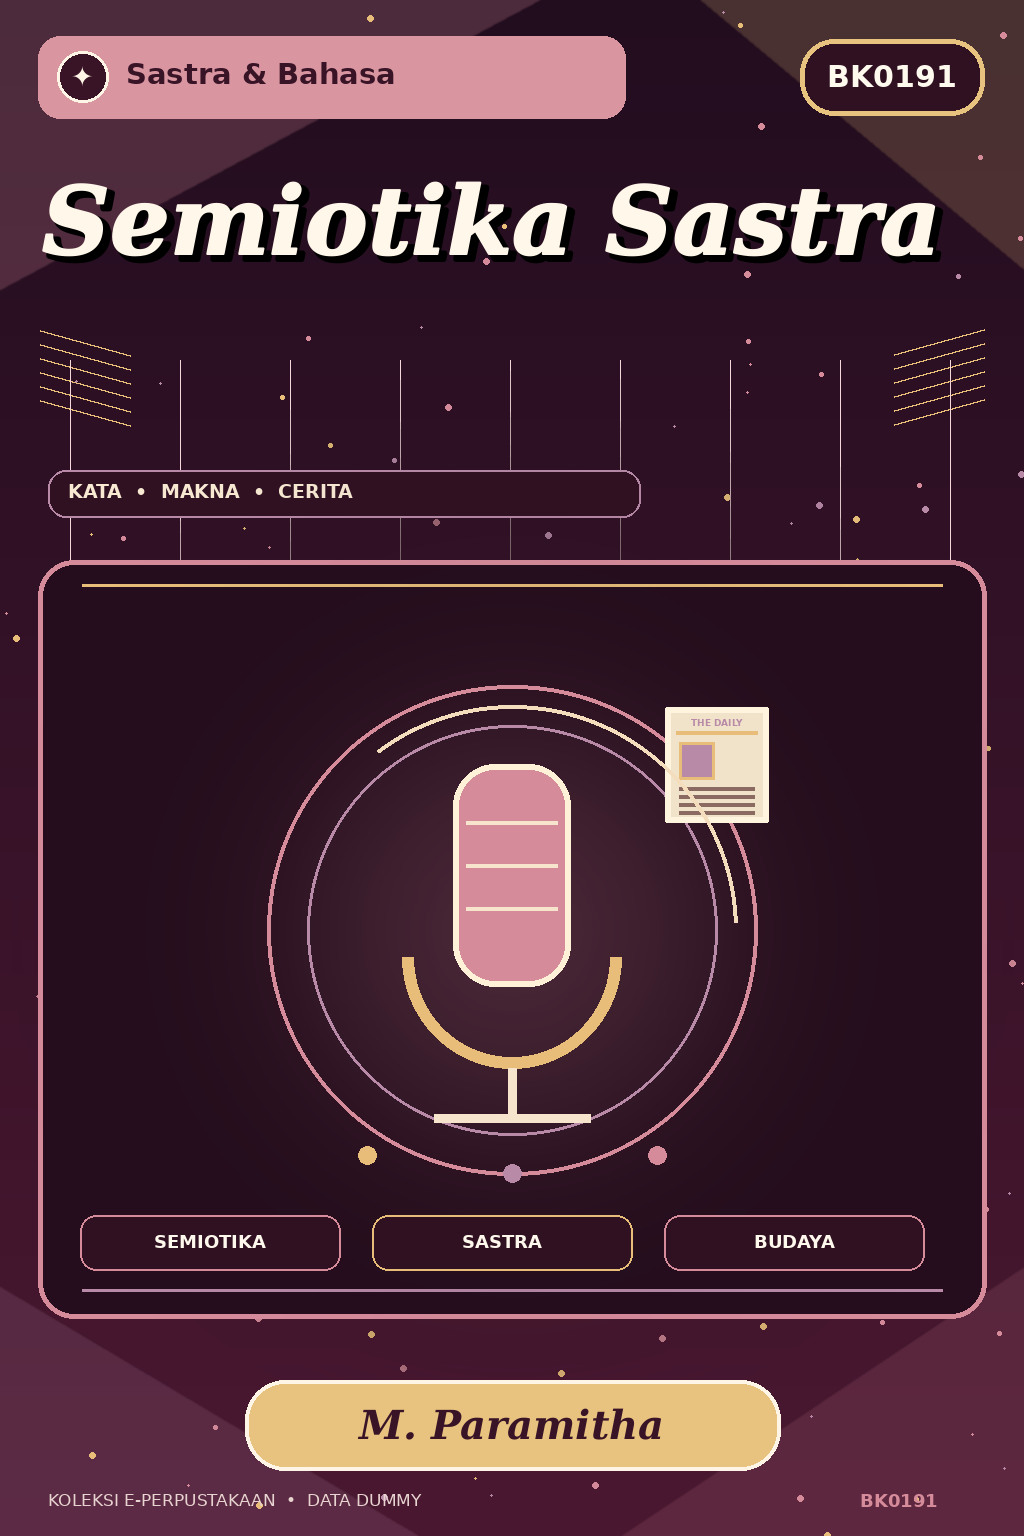 Sastra & Bahasa
BK0191
Semiotika Sastra
KATA • MAKNA • CERITA
THE DAILY
SEMIOTIKA
SASTRA
BUDAYA
M. Paramitha
KOLEKSI E-PERPUSTAKAAN • DATA DUMMY
BK0191